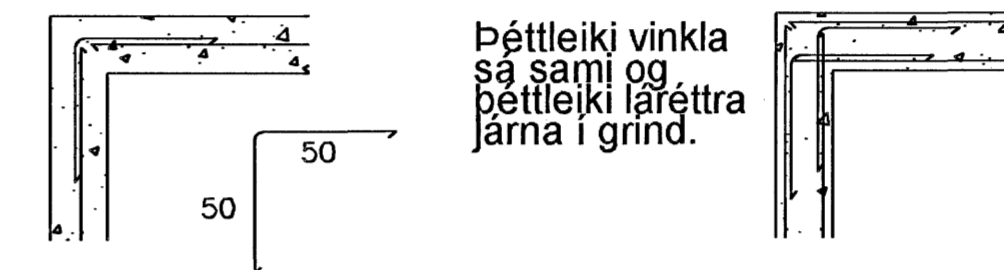 Þéttleiki vinkla
sá sami og
þéttleiki láréttra
járna í grind.
50
50